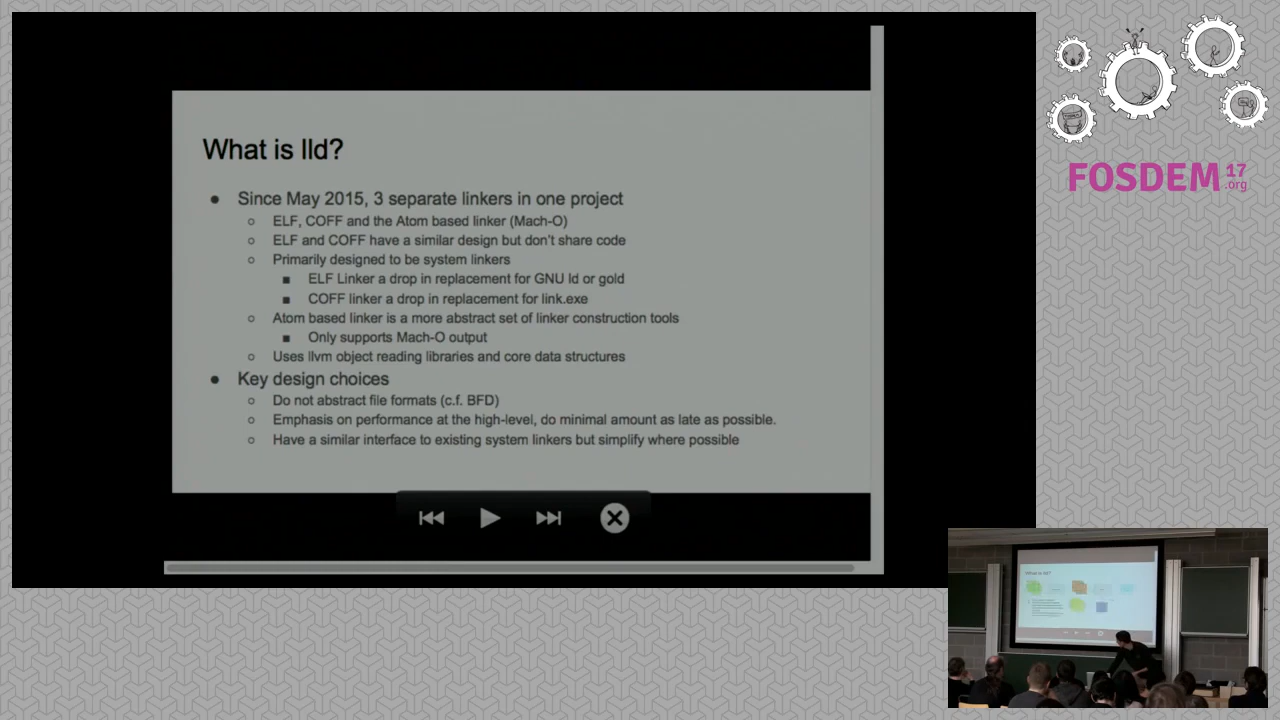 What is lld?
● Since May 2015, 3 separate linkers in one project
○ ELF, COFF and the Atom based linker (Mach-O)
○ ELF and COFF have a similar design but don't share code
○ Primarily designed to be system linkers
■ ELF Linker a drop in replacement for GNU ld or gold
■ COFF linker a drop in replacement for link.exe
○ Atom based linker is a more abstract set of linker construction tools
■ Only supports Mach-O output
○ Uses llvm object reading libraries and core data structures
● Key design choices
○ Do not abstract file formats (c.f. BFD)
○ Emphasis on performance at the high-level, do minimal amount as late as possible.
○ Have a similar interface to existing system linkers but simplify where possible
FOSDEM 17
.org
What is lld?